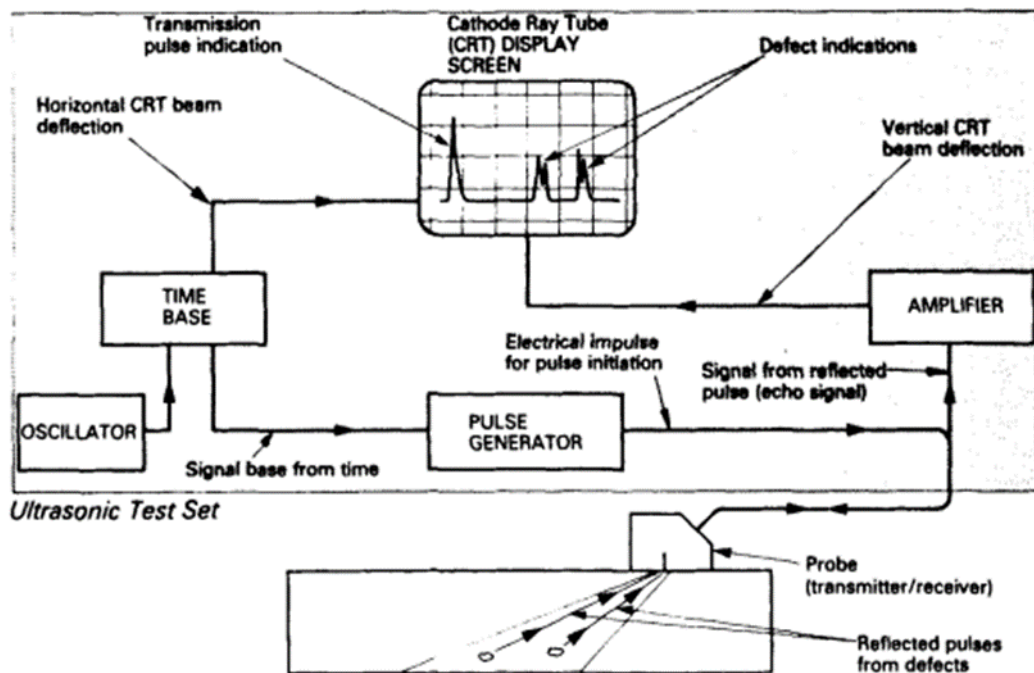 Transmission
pulse indication
Cathode Ray Tube
(CRT) DISPLAY
SCREEN
Defect indications
Horizontal CRT beam
deflection
Vertical CRT
beam deflection
TIME
BASE
AMPLIFIER
Electrical impulse
for pulse initiation
Signal from reflected
pulse (echo signal)
OSCILLATOR
PULSE
GENERATOR
Signal base from time
Ultrasonic Test Set
Probe
(transmitter/receiver)
Reflected pulses
from defects